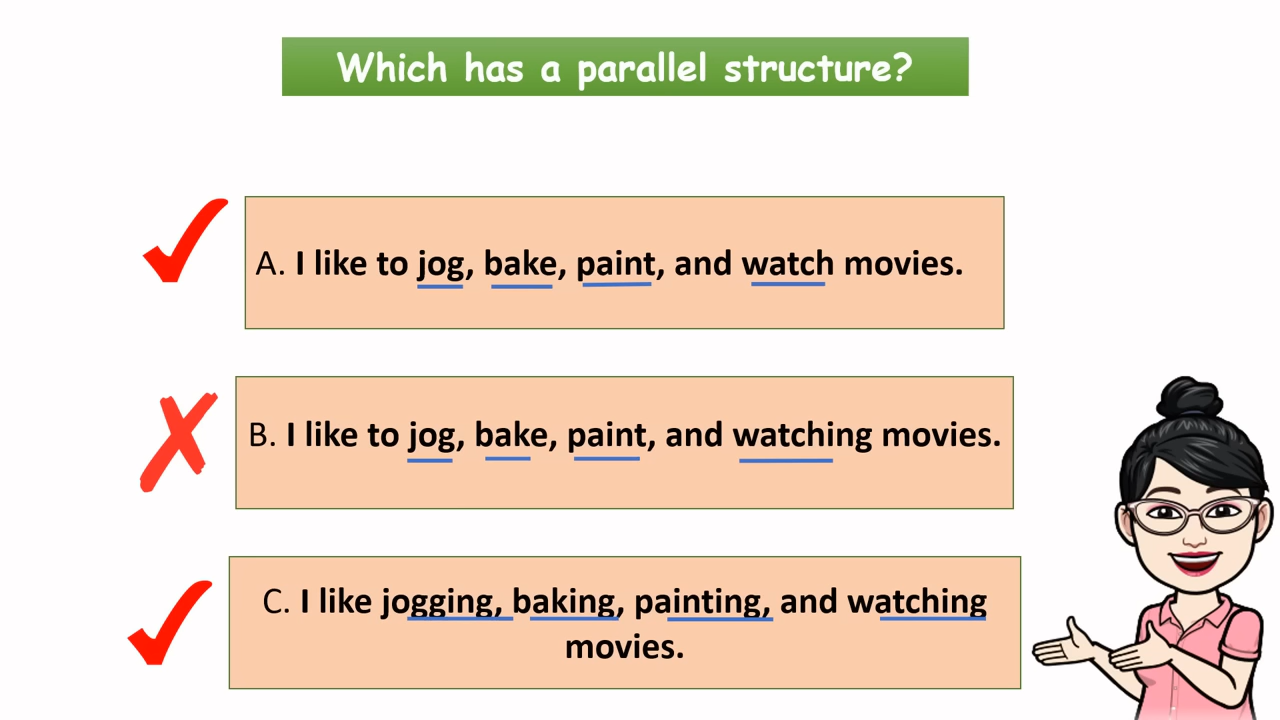 Which has a parallel structure?
A. I like to jog, bake, paint, and watch movies.
B. I like to jog, bake, paint, and watching movies.
C. I like jogging, baking, painting, and watching
movies.